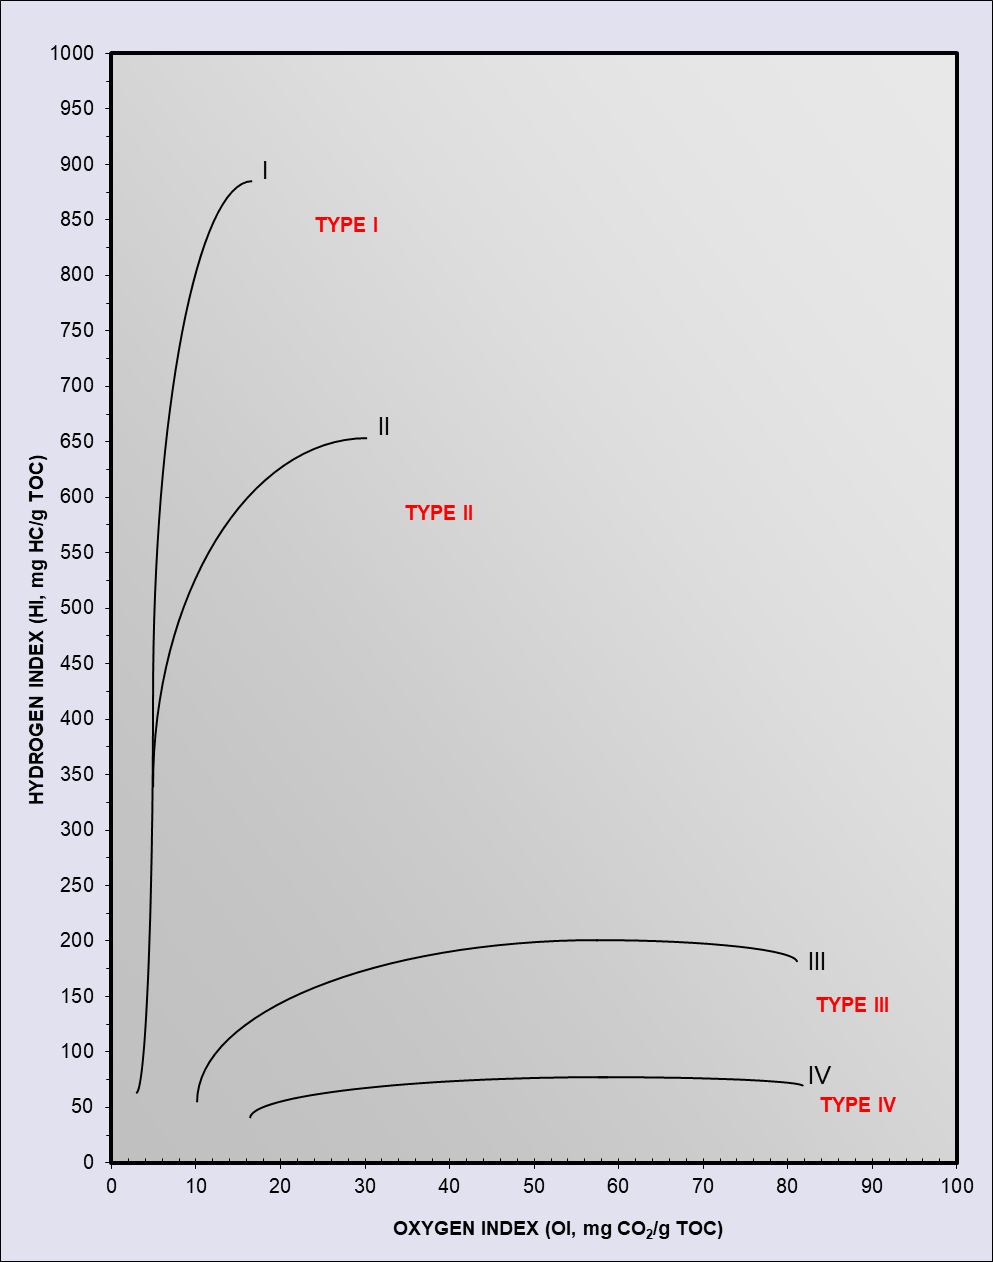 1000
950
900
I
850
TYPE I
800
750
700
II
650
600
TYPE II
550
500
450
400
350
300
250
200
III
150
TYPE III
100
IV
50
TYPE IV
0
0 10 20 30 40 50 60 70 80 90 100
HYDROGEN INDEX (HI, mg HC/g TOC)
OXYGEN INDEX (OI, mg CO₂/g TOC)